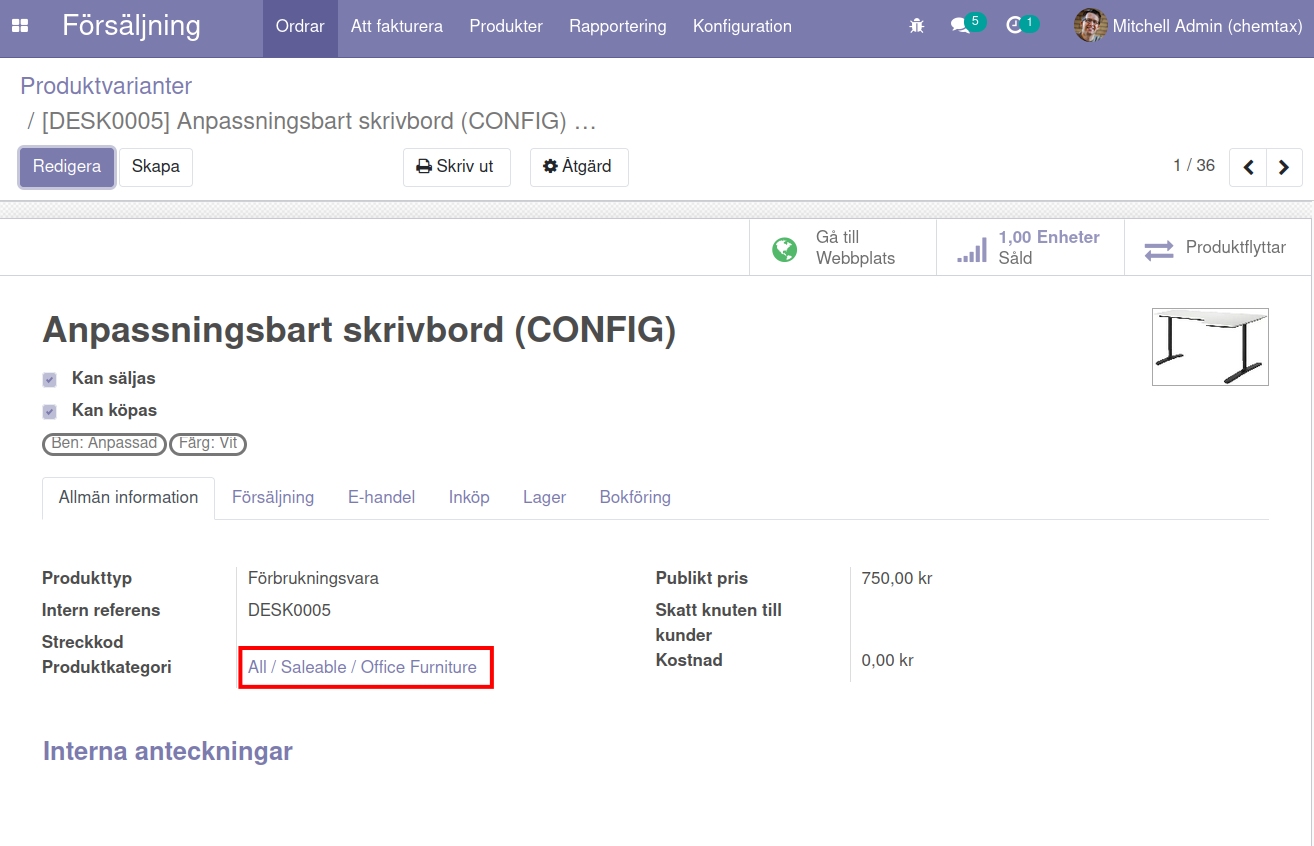 Försäljning Ordrar Att fakturera Produkter Rapportering Konfiguration 5 1 Mitchell Admin (chemtax)
Produktvarianter
/ [DESK0005] Anpassningsbart skrivbord (CONFIG) …
Redigera Skapa Skriv ut Åtgärd 1 / 36
Gå till Webbplats
1,00 Enheter Såld
Produktflyttar
Anpassningsbart skrivbord (CONFIG)
Kan säljas
Kan köpas
Ben: Anpassad Färg: Vit
Allmän information Försäljning E-handel Inköp Lager Bokföring
Produkttyp Förbrukningsvara
Intern referens DESK0005
Streckkod
Produktkategori All / Saleable / Office Furniture
Publikt pris 750,00 kr
Skatt knuten till kunder
Kostnad 0,00 kr
Interna anteckningar